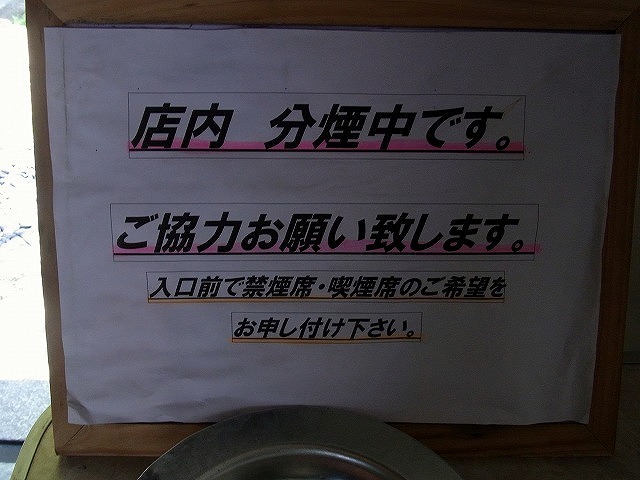 店内　分煙中です。
ご協力お願い致します。
入口前で禁煙席・喫煙席のご希望を
お申し付け下さい。